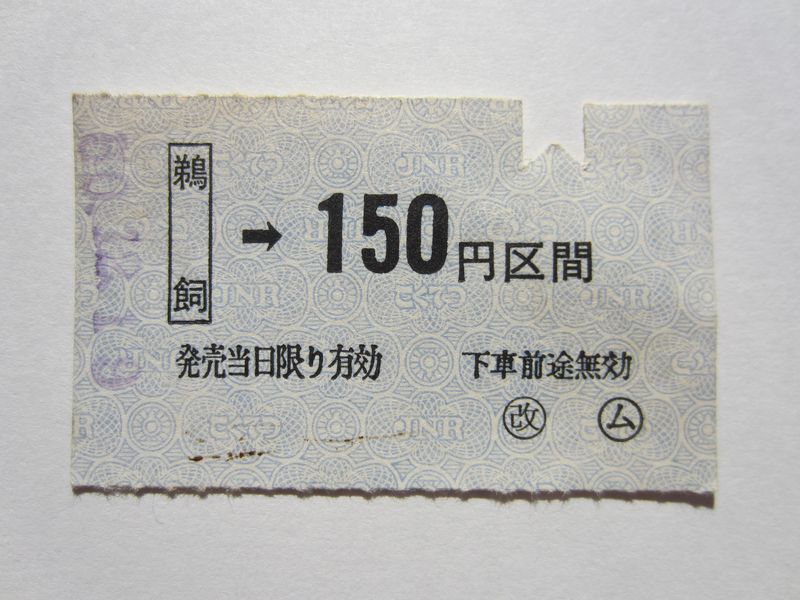 鵜飼 → 150円区間
発売当日限り有効 下車前途無効
改 ム